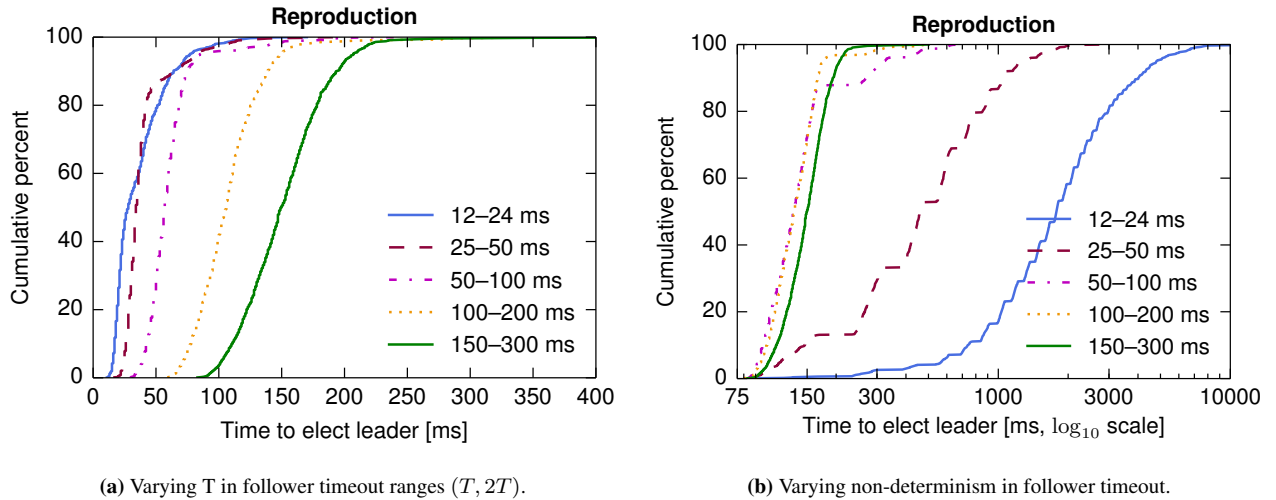 Reproduction
Cumulative percent
100
80
60
40
20
0
12–24 ms
25–50 ms
50–100 ms
100–200 ms
150–300 ms
0 50 100 150 200 250 300 350 400
Time to elect leader [ms]
(a) Varying T in follower timeout ranges (T, 2T).
Reproduction
Cumulative percent
100
80
60
40
20
0
12–24 ms
25–50 ms
50–100 ms
100–200 ms
150–300 ms
75 150 300 1000 3000 10000
Time to elect leader [ms, log₁₀ scale]
(b) Varying non-determinism in follower timeout.